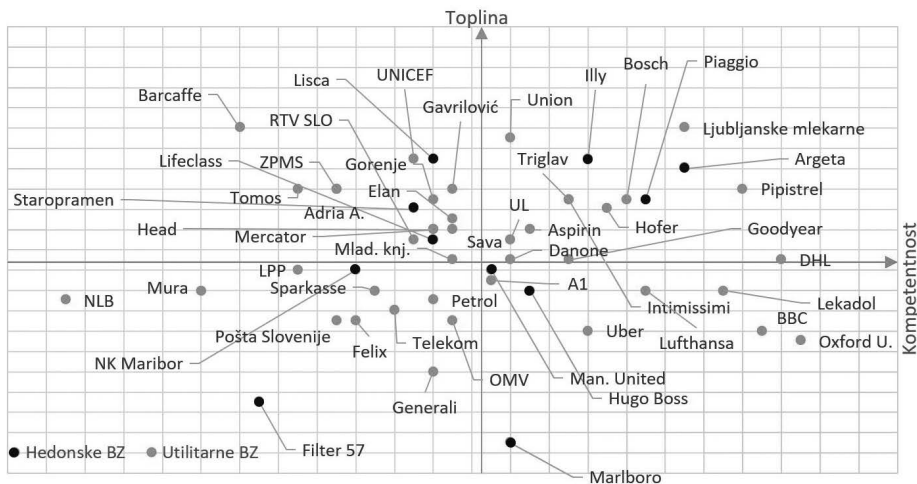 Toplina
Bosch
Piaggio
UNICEF
Illy
Lisca
Barcaffe
Gavrilović
Union
RTV SLO
Ljubljanske mlekarne
Lifeclass
ZPMS
Gorenje
Triglav
Argeta
Staropramen
Tomos
Elan
Pipistrel
Adria A.
UL
Head
Mercator
Sava
Aspirin
Hofer
Goodyear
Mlad. knj.
Danone
DHL
Kompetentnost
LPP
A1
NLB
Mura
Sparkasse
Petrol
Intimissimi
Lekadol
BBC
Pošta Slovenije
Telekom
Uber
Lufthansa
Oxford U.
NK Maribor
Felix
OMV
Man. United
Generali
Hugo Boss
Hedonske BZ
Utilitarne BZ
Filter 57
Marlboro